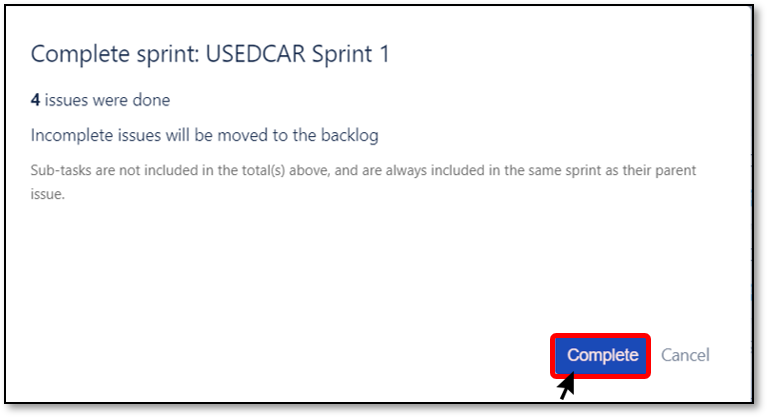 Complete sprint: USEDCAR Sprint 1
4 issues were done
Incomplete issues will be moved to the backlog
Sub-tasks are not included in the total(s) above, and are always included in the same sprint as their parent
issue.
Complete Cancel